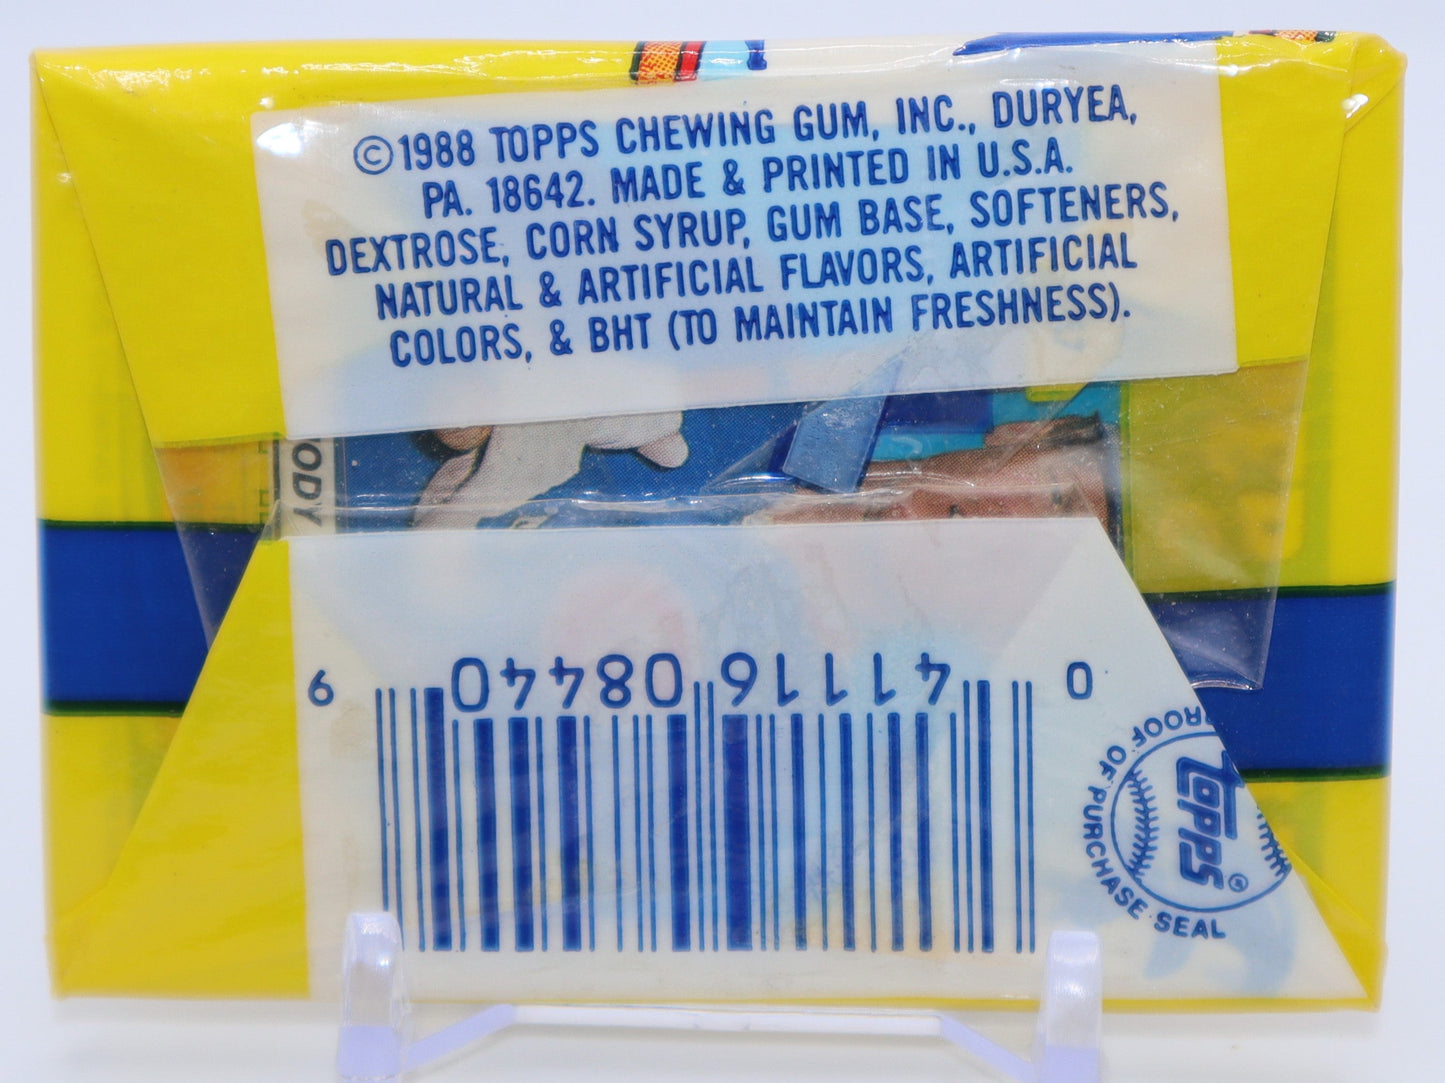 ©1988 TOPPS CHEWING GUM, INC., DURYEA,
PA. 18642. MADE & PRINTED IN U.S.A.
DEXTROSE, CORN SYRUP, GUM BASE, SOFTENERS,
NATURAL & ARTIFICIAL FLAVORS, ARTIFICIAL
COLORS, & BHT (TO MAINTAIN FRESHNESS).
ODY
0 41116 08440 9
PROOF OF PURCHASE SEAL
TOPPS®